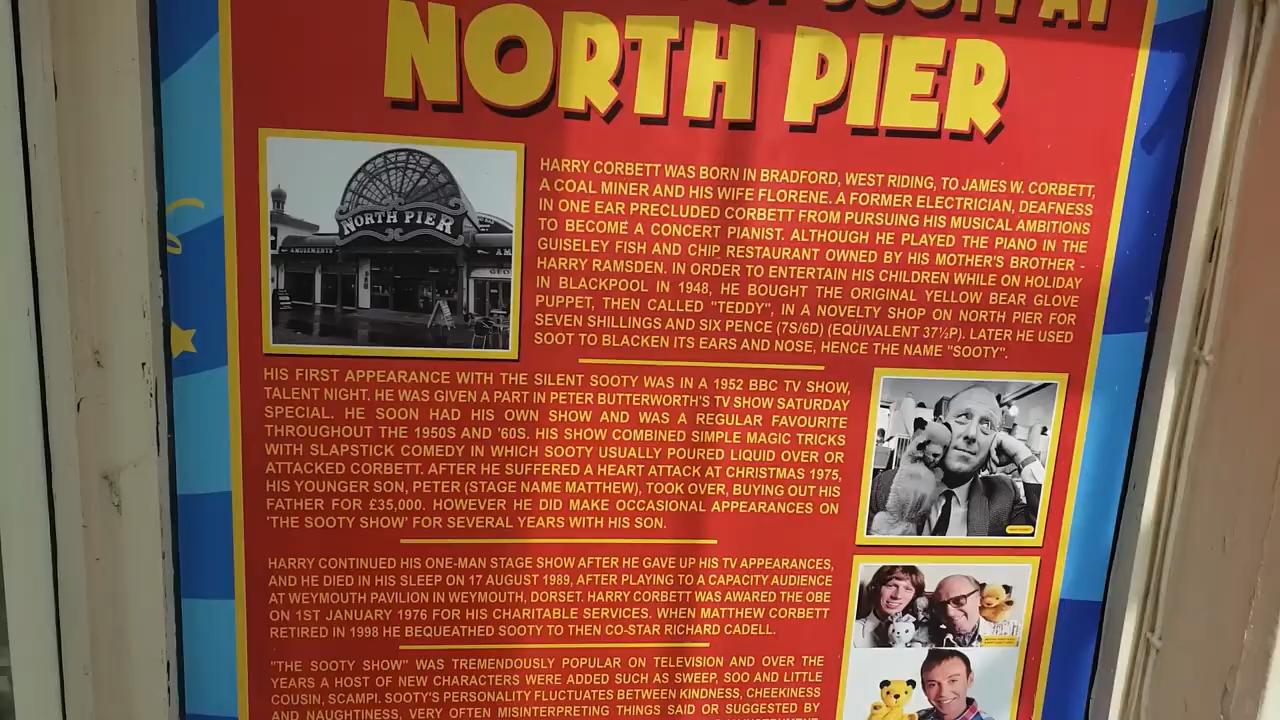 AT
NORTH PIER
NORTH PIER
AMUSEMENTS
HARRY CORBETT WAS BORN IN BRADFORD, WEST RIDING, TO JAMES W. CORBETT,
A COAL MINER AND HIS WIFE FLORENE. A FORMER ELECTRICIAN, DEAFNESS
IN ONE EAR PRECLUDED CORBETT FROM PURSUING HIS MUSICAL AMBITIONS
TO BECOME A CONCERT PIANIST. ALTHOUGH HE PLAYED THE PIANO IN THE
GUISELEY FISH AND CHIP RESTAURANT OWNED BY HIS MOTHER'S BROTHER -
HARRY RAMSDEN. IN ORDER TO ENTERTAIN HIS CHILDREN WHILE ON HOLIDAY
IN BLACKPOOL IN 1948, HE BOUGHT THE ORIGINAL YELLOW BEAR GLOVE
PUPPET, THEN CALLED "TEDDY", IN A NOVELTY SHOP ON NORTH PIER FOR
SEVEN SHILLINGS AND SIX PENCE (7S/6D) (EQUIVALENT 37½P). LATER HE USED
SOOT TO BLACKEN ITS EARS AND NOSE, HENCE THE NAME "SOOTY".
HIS FIRST APPEARANCE WITH THE SILENT SOOTY WAS IN A 1952 BBC TV SHOW,
TALENT NIGHT. HE WAS GIVEN A PART IN PETER BUTTERWORTH'S TV SHOW SATURDAY
SPECIAL. HE SOON HAD HIS OWN SHOW AND WAS A REGULAR FAVOURITE
THROUGHOUT THE 1950S AND '60S. HIS SHOW COMBINED SIMPLE MAGIC TRICKS
WITH SLAPSTICK COMEDY IN WHICH SOOTY USUALLY POURED LIQUID OVER OR
ATTACKED CORBETT. AFTER HE SUFFERED A HEART ATTACK AT CHRISTMAS 1975,
HIS YOUNGER SON, PETER (STAGE NAME MATTHEW), TOOK OVER, BUYING OUT HIS
FATHER FOR £35,000. HOWEVER HE DID MAKE OCCASIONAL APPEARANCES ON
'THE SOOTY SHOW' FOR SEVERAL YEARS WITH HIS SON.
HARRY CONTINUED HIS ONE-MAN STAGE SHOW AFTER HE GAVE UP HIS TV APPEARANCES,
AND HE DIED IN HIS SLEEP ON 17 AUGUST 1989, AFTER PLAYING TO A CAPACITY AUDIENCE
AT WEYMOUTH PAVILION IN WEYMOUTH, DORSET. HARRY CORBETT WAS AWARED THE OBE
ON 1ST JANUARY 1976 FOR HIS CHARITABLE SERVICES. WHEN MATTHEW CORBETT
RETIRED IN 1998 HE BEQUEATHED SOOTY TO THEN CO-STAR RICHARD CADELL.
"THE SOOTY SHOW" WAS TREMENDOUSLY POPULAR ON TELEVISION AND OVER THE
YEARS A HOST OF NEW CHARACTERS WERE ADDED SUCH AS SWEEP, SOO AND LITTLE
COUSIN, SCAMPI. SOOTY'S PERSONALITY FLUCTUATES BETWEEN KINDNESS, CHEEKINESS
AND NAUGHTINESS, VERY OFTEN MISINTERPRETING THINGS SAID OR SUGGESTED BY